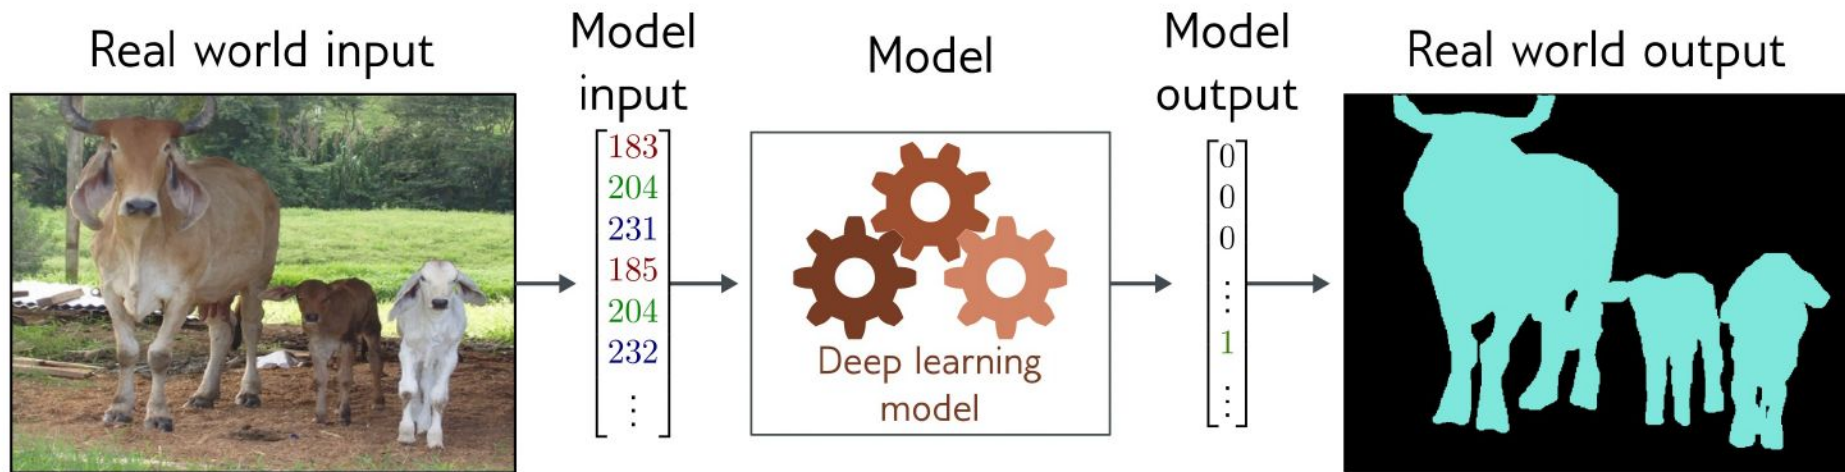 Real world input
Model
input
Model
Model
output
Real world output
183
204
231
185
204
232
⋮
Deep learning
model
0
0
0
⋮
1
⋮